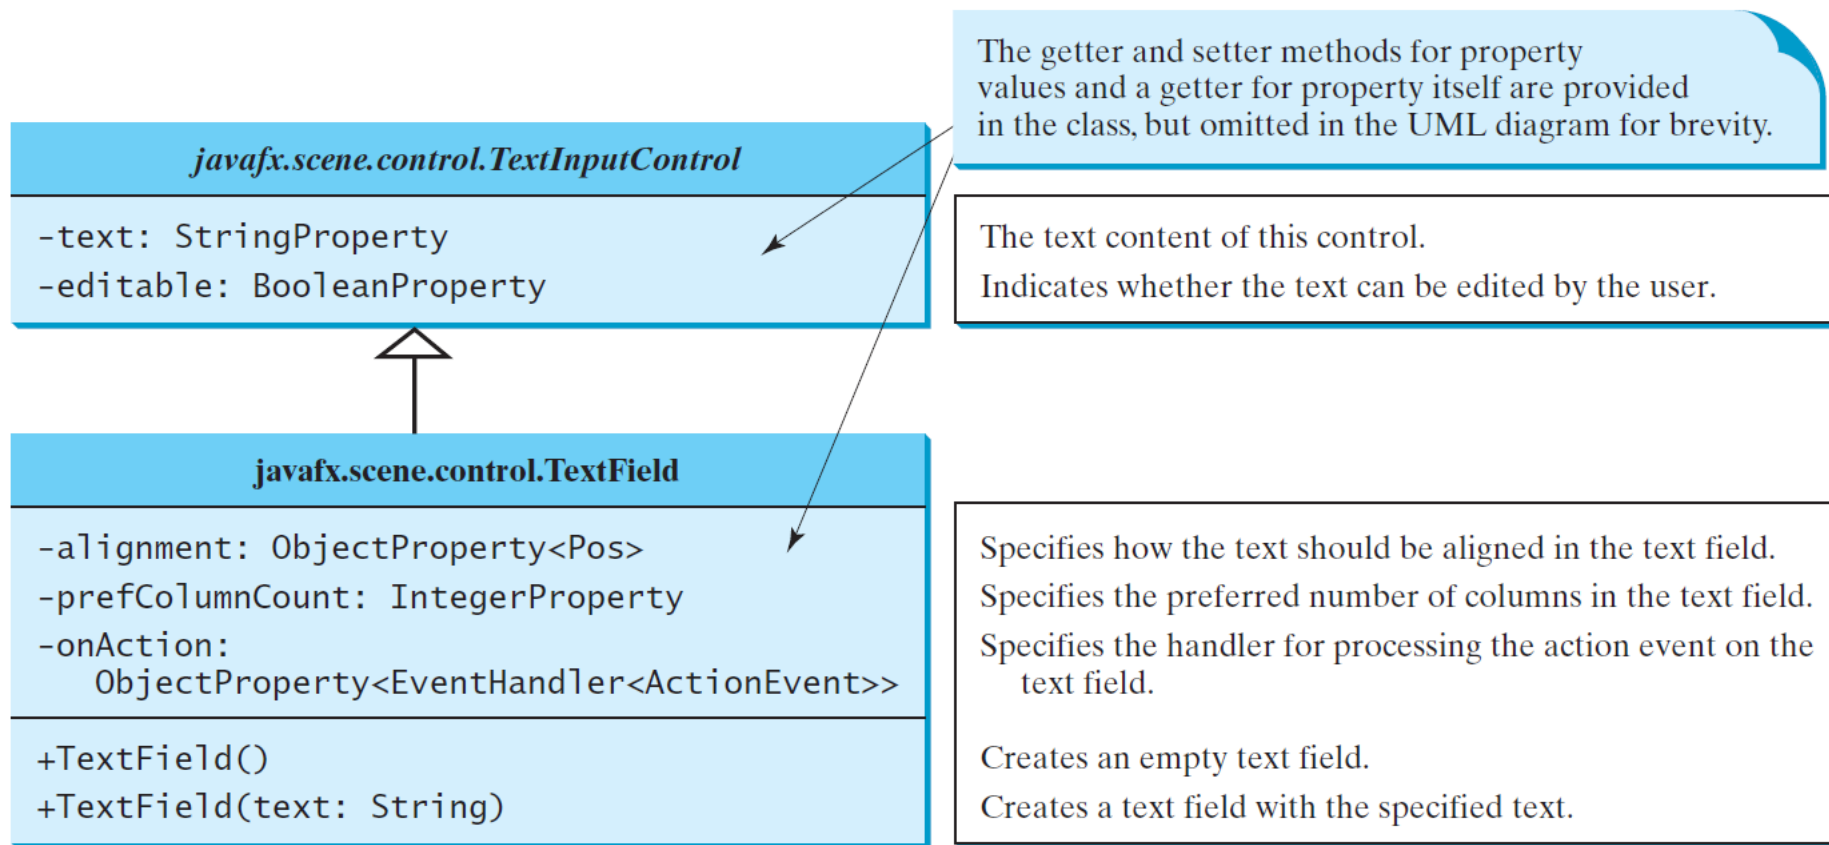 The getter and setter methods for property
values and a getter for property itself are provided
in the class, but omitted in the UML diagram for brevity.
javafx.scene.control.TextInputControl
-text: StringProperty
-editable: BooleanProperty
The text content of this control.
Indicates whether the text can be edited by the user.
javafx.scene.control.TextField
-alignment: ObjectProperty<Pos>
-prefColumnCount: IntegerProperty
-onAction:
ObjectProperty<EventHandler<ActionEvent>>
Specifies how the text should be aligned in the text field.
Specifies the preferred number of columns in the text field.
Specifies the handler for processing the action event on the
text field.
+TextField()
+TextField(text: String)
Creates an empty text field.
Creates a text field with the specified text.